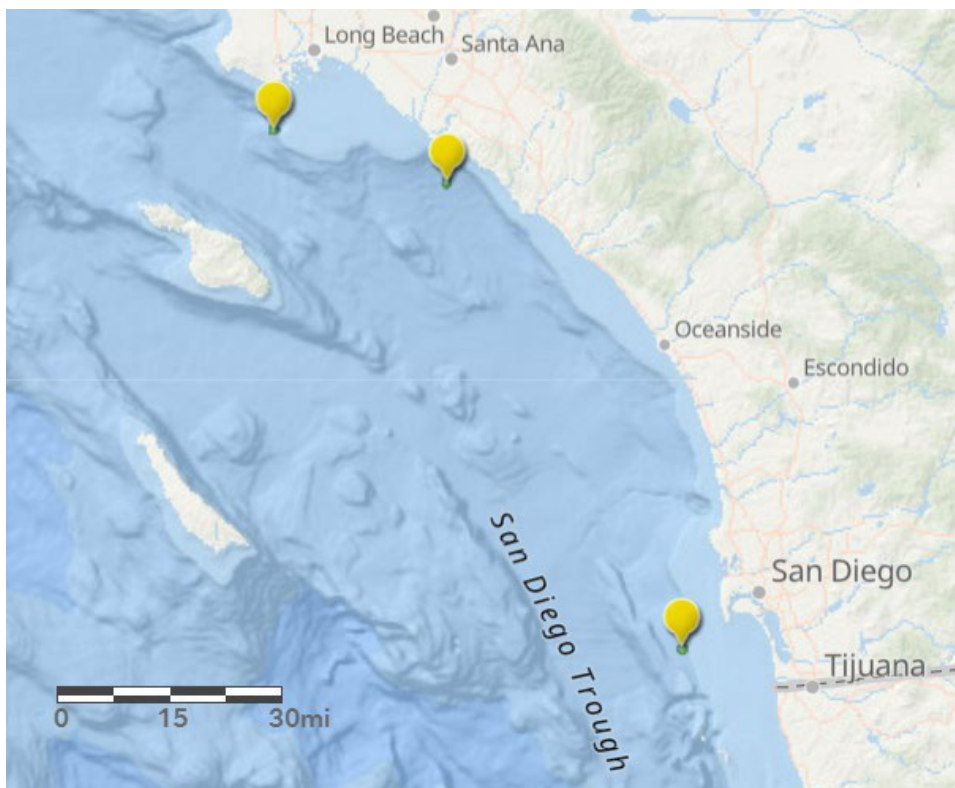 Long Beach
Santa Ana
Oceanside
Escondido
San Diego Trough
San Diego
Tijuana
0 15 30mi